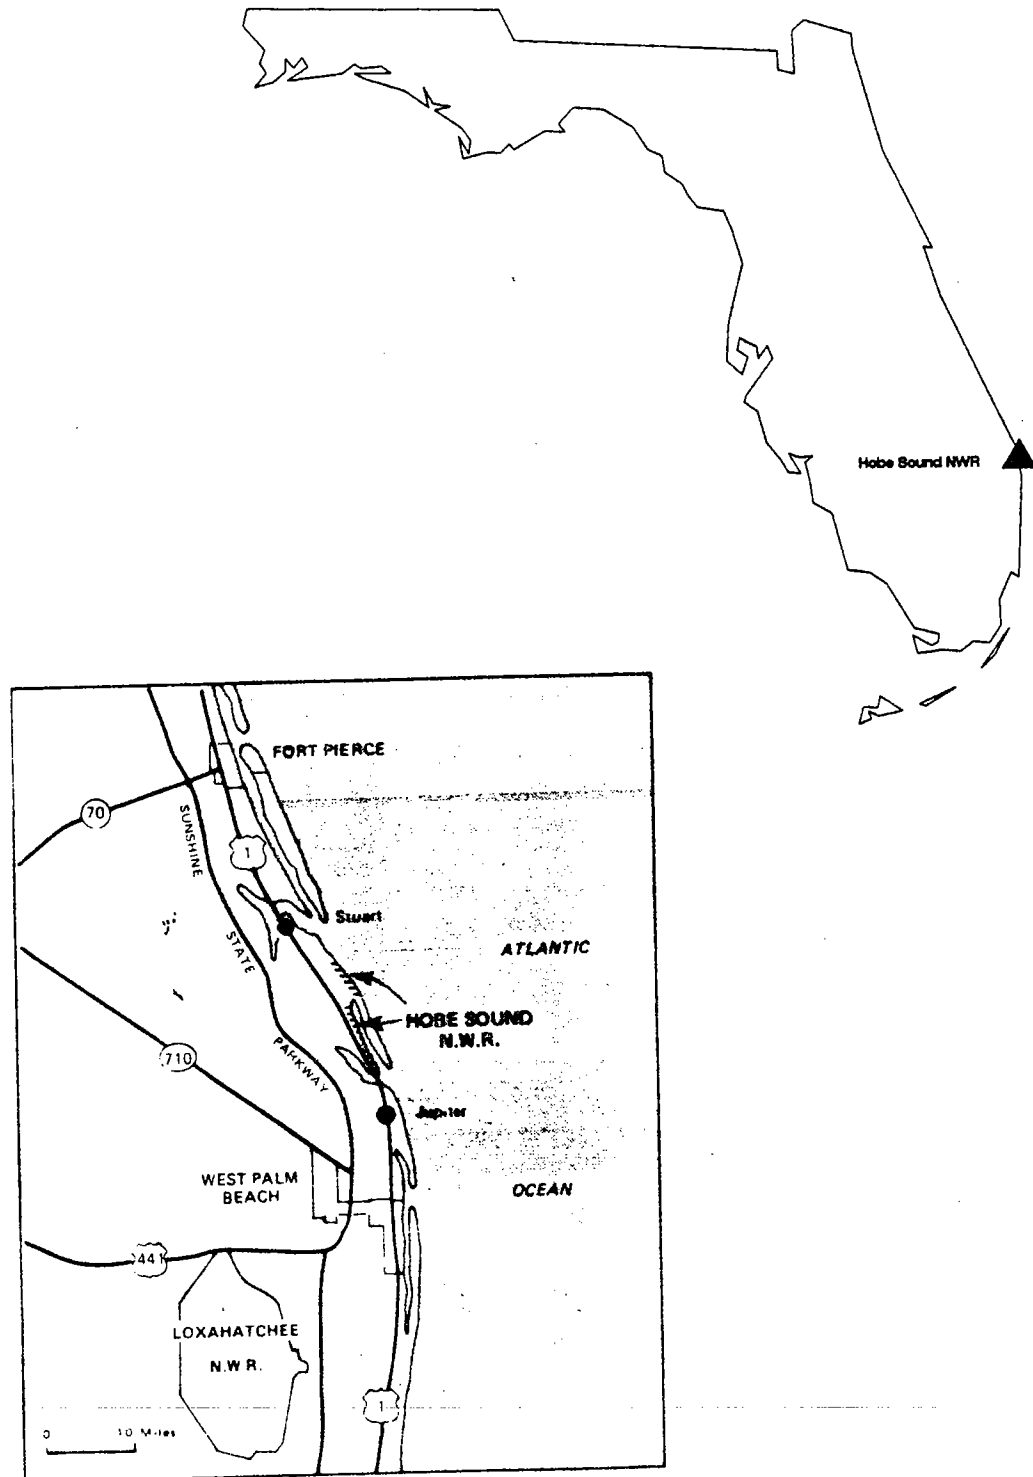 Hobe Sound NWR
FORT PIERCE
70
SUNSHINE
1
Stuart
STATE
ATLANTIC
HOBE SOUND
N.W.R.
710
PARKWAY
Jupiter
WEST PALM
BEACH
OCEAN
441
LOXAHATCHEE
N.W.R.
1
0 10 Miles